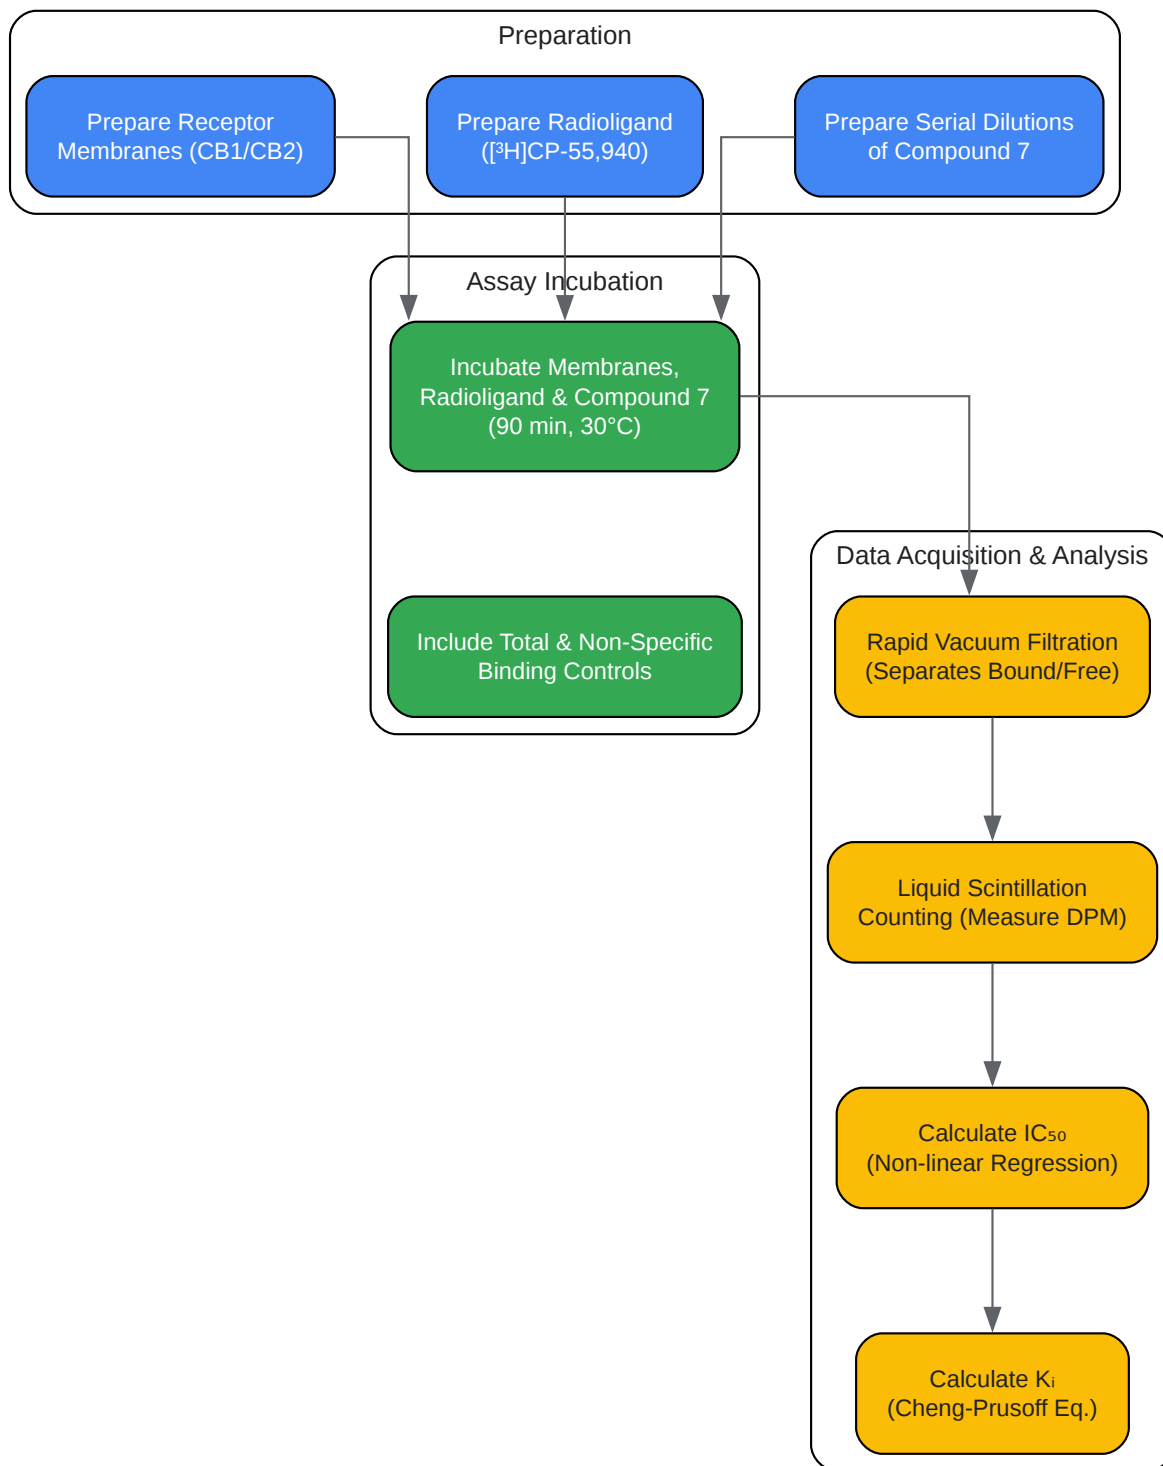 Preparation
Prepare Receptor
Membranes (CB1/CB2)
Prepare Radioligand
([³H]CP-55,940)
Prepare Serial Dilutions
of Compound 7
Assay Incubation
Incubate Membranes,
Radioligand & Compound 7
(90 min, 30°C)
Include Total & Non-Specific
Binding Controls
Data Acquisition & Analysis
Rapid Vacuum Filtration
(Separates Bound/Free)
Liquid Scintillation
Counting (Measure DPM)
Calculate IC₅₀
(Non-linear Regression)
Calculate Kᵢ
(Cheng-Prusoff Eq.)